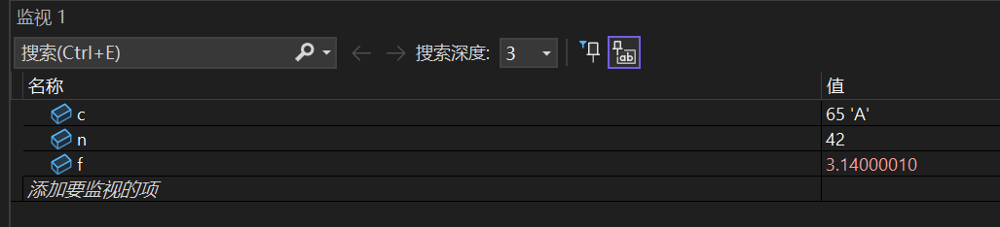 监视 1
搜索(Ctrl+E) 搜索深度: 3
名称 值
c 65 'A'
n 42
f 3.14000010
添加要监视的项